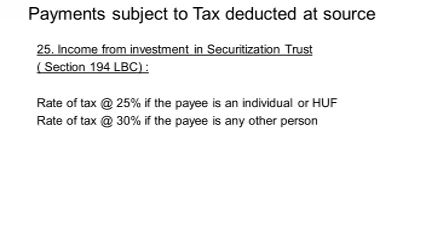 Payments subject to Tax deducted at source
25. Income from investment in Securitization Trust
( Section 194 LBC) :
Rate of tax @ 25% if the payee is an individual or HUF
Rate of tax @ 30% if the payee is any other person